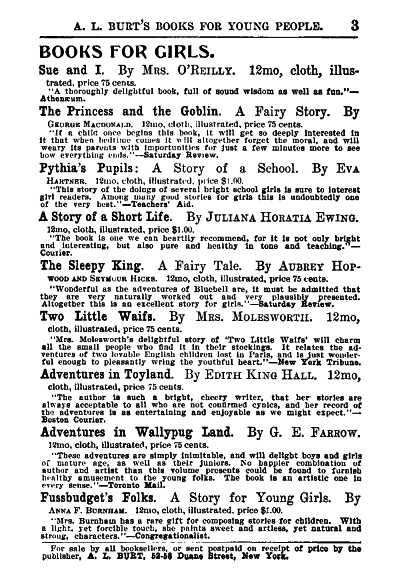 A. L. BURT'S BOOKS FOR YOUNG PEOPLE. 3
BOOKS FOR GIRLS.
Sue and I. By MRS. O'REILLY. 12mo, cloth, illus-
trated, price 75 cents.
"A thoroughly delightful book, full of sound wisdom as well as fun."—
Athenæum.
The Princess and the Goblin. A Fairy Story. By
GEORGE MACDONALD. 12mo, cloth, illustrated, price 75 cents.
"If a child once begins this book, it will get so deeply interested in
it that when bedtime comes it will altogether forget the moral, and will
weary its parents with importunities for just a few minutes more to see
how everything ends."—Saturday Review.
Pythia's Pupils: A Story of a School. By EVA
HARTNER. 12mo, cloth, illustrated, price $1.00.
"This story of the doings of several bright school girls is sure to interest
girl readers. Among many good stories for girls this is undoubtedly one
of the very best."—Teachers' Aid.
A Story of a Short Life. By JULIANA HORATIA EWING.
12mo, cloth, illustrated, price $1.00.
"The book is one we can heartily recommend, for it is not only bright
and interesting, but also pure and healthy in tone and teaching."—
Courier.
The Sleepy King. A Fairy Tale. By AUBREY HOP-
WOOD AND SEYMOUR HICKS. 12mo, cloth, illustrated, price 75 cents.
"Wonderful as the adventures of Bluebell are, it must be admitted that
they are very naturally worked out and very plausibly presented.
Altogether this is an excellent story for girls."—Saturday Review.
Two Little Waifs. By MRS. MOLESWORTH. 12mo,
cloth, illustrated, price 75 cents.
"Mrs. Molesworth's delightful story of 'Two Little Waifs' will charm
all the small people who find it in their stockings. It relates the ad-
ventures of two lovable English children lost in Paris, and is just wonder-
ful enough to pleasantly wring the youthful heart."—New York Tribune.
Adventures in Toyland. By EDITH KING HALL. 12mo,
cloth, illustrated, price 75 cents.
"The author is such a bright, cheery writer, that her stories are
always acceptable to all who are not confirmed cynics, and her record of
the adventures is as entertaining and enjoyable as we might expect."—
Boston Courier.
Adventures in Wallypug Land. By G. E. FARROW.
12mo, cloth, illustrated, price 75 cents.
"These adventures are simply inimitable, and will delight boys and girls
of mature age, as well as their juniors. No happier combination of
author and artist than this volume presents could be found to furnish
healthy amusement to the young folks. The book is an artistic one in
every sense."—Toronto Mail.
Fussbudget's Folks. A Story for Young Girls. By
ANNA F. BURNHAM. 12mo, cloth, illustrated, price $1.00.
"Mrs. Burnham has a rare gift for composing stories for children. With
a light, yet forcible touch, she paints sweet and artless, yet natural and
strong, characters."—Congregationalist.
For sale by all booksellers, or sent postpaid on receipt of price by the
publisher, A. L. BURT, 52-58 Duane Street, New York.